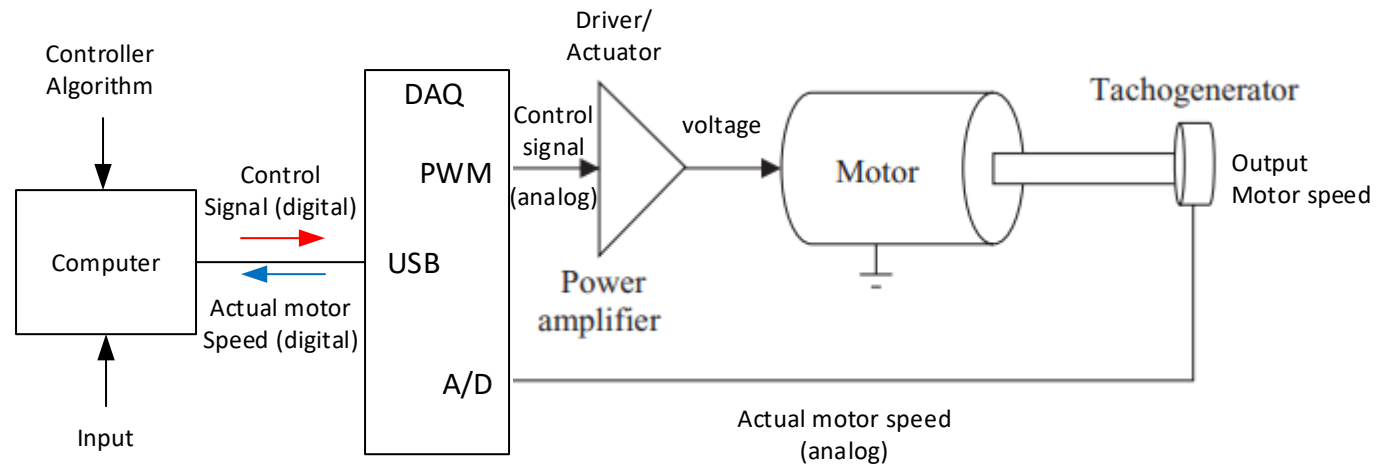 Controller
Algorithm
Computer
Input
Control
Signal (digital)
Actual motor
Speed (digital)
DAQ
PWM
USB
A/D
Control
signal
(analog)
Driver/
Actuator
Power
amplifier
voltage
Motor
Tachogenerator
Output
Motor speed
Actual motor speed
(analog)